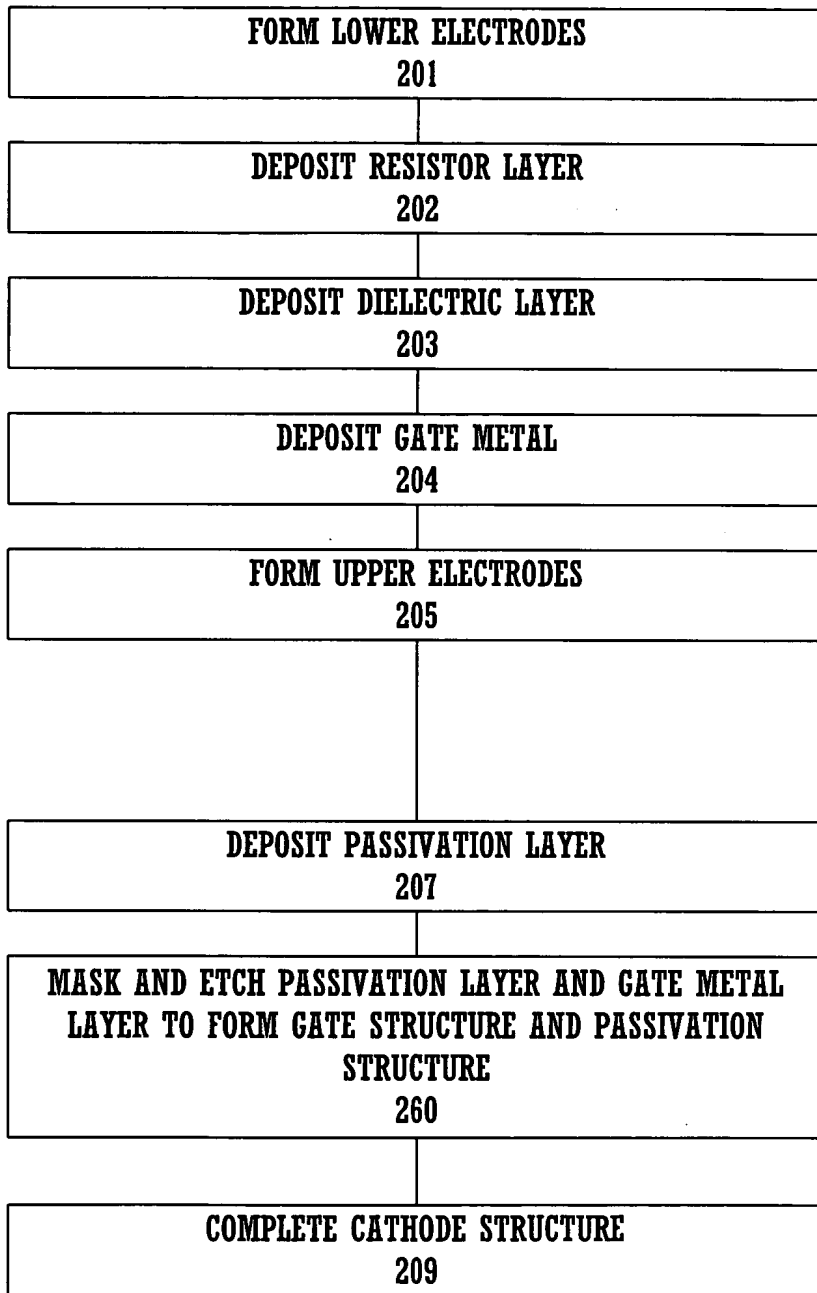 FORM LOWER ELECTRODES
201
DEPOSIT RESISTOR LAYER
202
DEPOSIT DIELECTRIC LAYER
203
DEPOSIT GATE METAL
204
FORM UPPER ELECTRODES
205
DEPOSIT PASSIVATION LAYER
207
MASK AND ETCH PASSIVATION LAYER AND GATE METAL
LAYER TO FORM GATE STRUCTURE AND PASSIVATION
STRUCTURE
260
COMPLETE CATHODE STRUCTURE
209